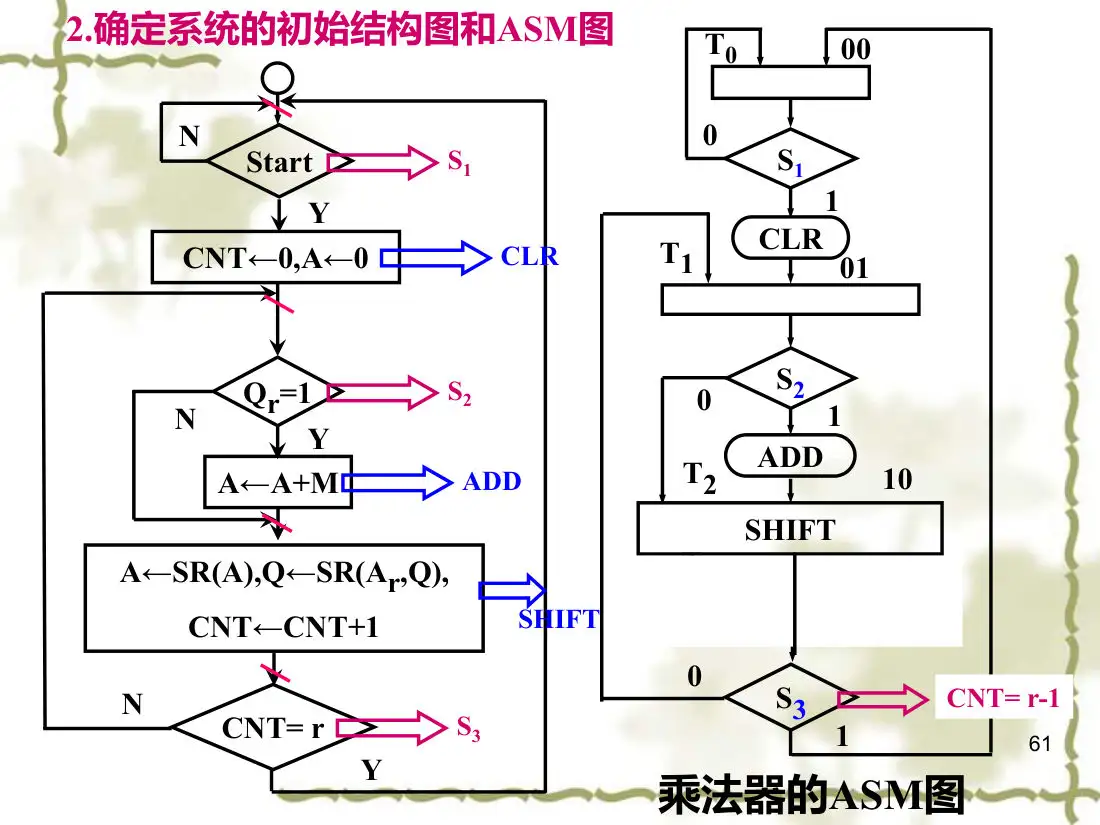 2.确定系统的初始结构图和ASM图
N
Start
S1
Y
CNT←0,A←0
CLR
Qr=1
S2
N
Y
A←A+M
ADD
A←SR(A),Q←SR(Ar,Q),
CNT←CNT+1
SHIFT
N
CNT= r
S3
Y
T0
00
0
S1
1
CLR
T1
01
S2
0
1
ADD
T2
10
SHIFT
0
S3
CNT= r-1
1
61
乘法器的ASM图